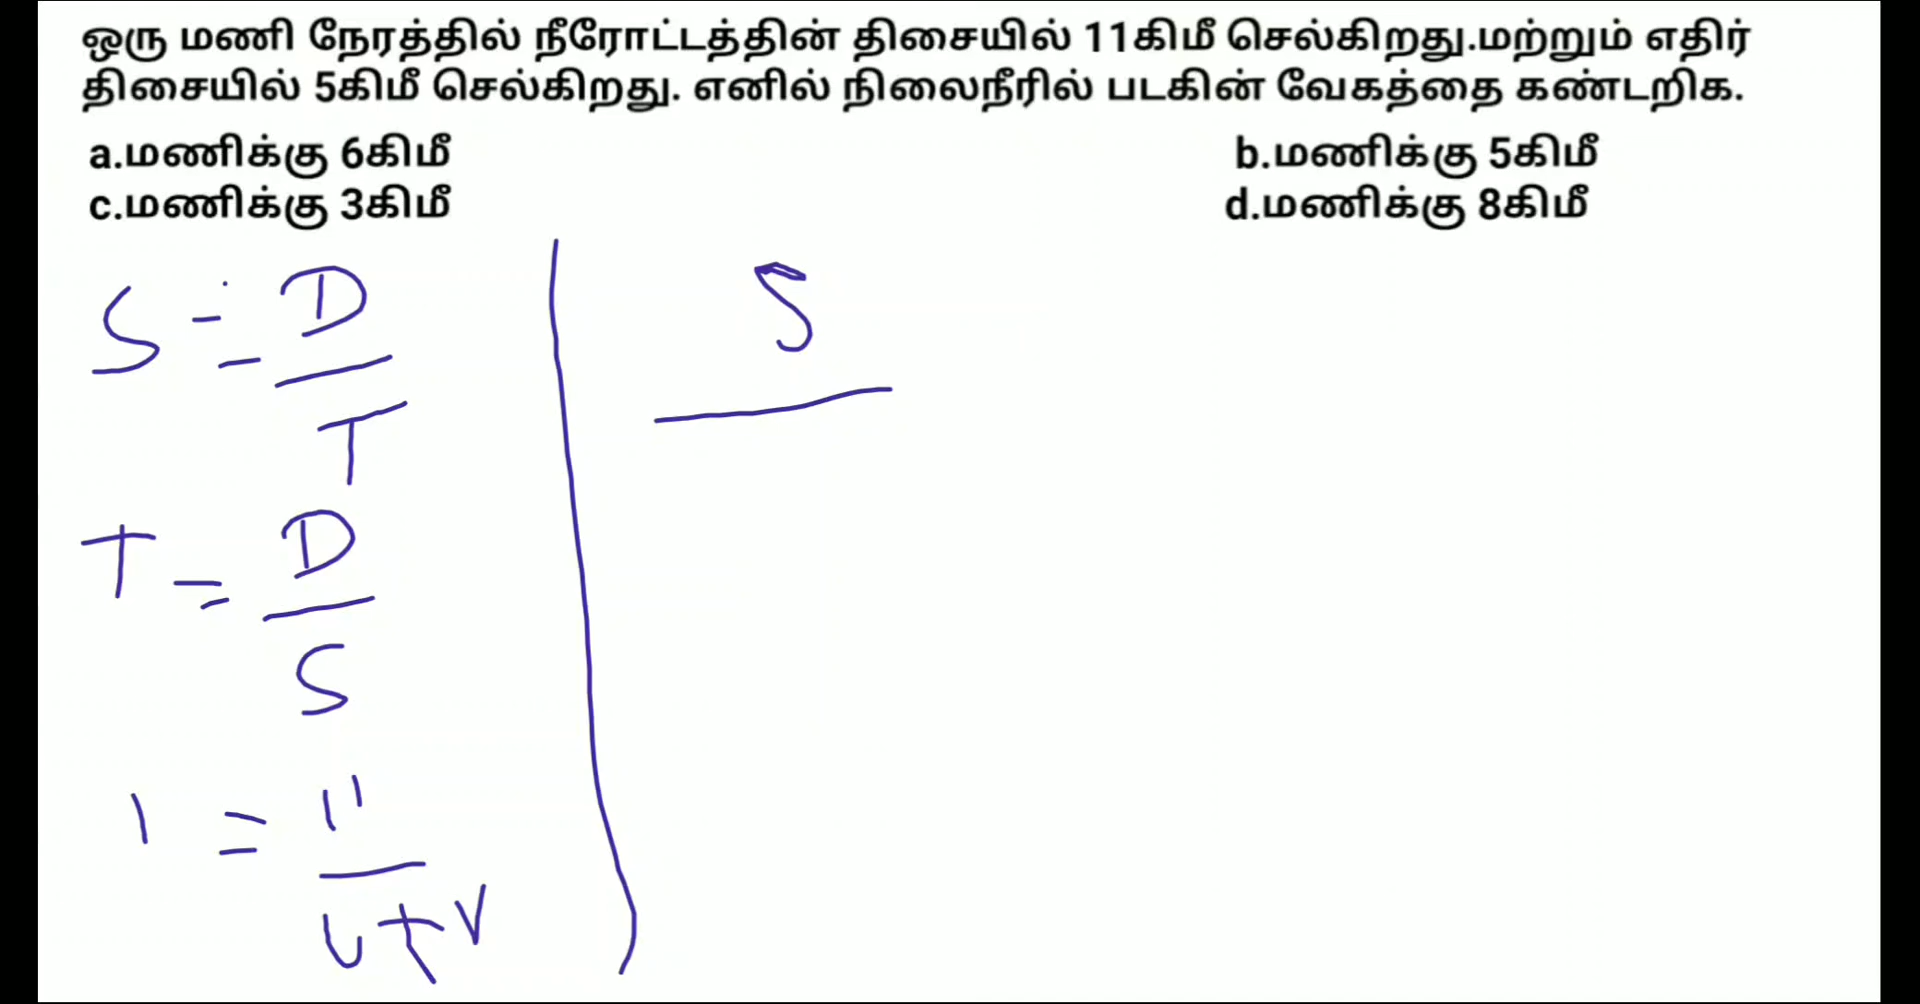 ஒரு மணி நேரத்தில் நீரோட்டத்தின் திசையில் 11கிமீ செல்கிறது.மற்றும் எதிர்
திசையில் 5கிமீ செல்கிறது. எனில் நிலைநீரில் படகின் வேகத்தை கண்டறிக.
a.மணிக்கு 6கிமீ b.மணிக்கு 5கிமீ
c.மணிக்கு 3கிமீ d.மணிக்கு 8கிமீ
S = D
T
T = D
S
1 = 11
U+V
5